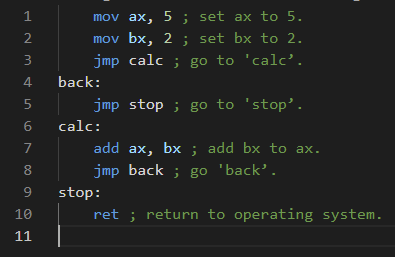 1 mov ax, 5 ; set ax to 5.
2 mov bx, 2 ; set bx to 2.
3 jmp calc ; go to 'calc’.
4 back:
5 jmp stop ; go to 'stop’.
6 calc:
7 add ax, bx ; add bx to ax.
8 jmp back ; go 'back’.
9 stop:
10 ret ; return to operating system.
11